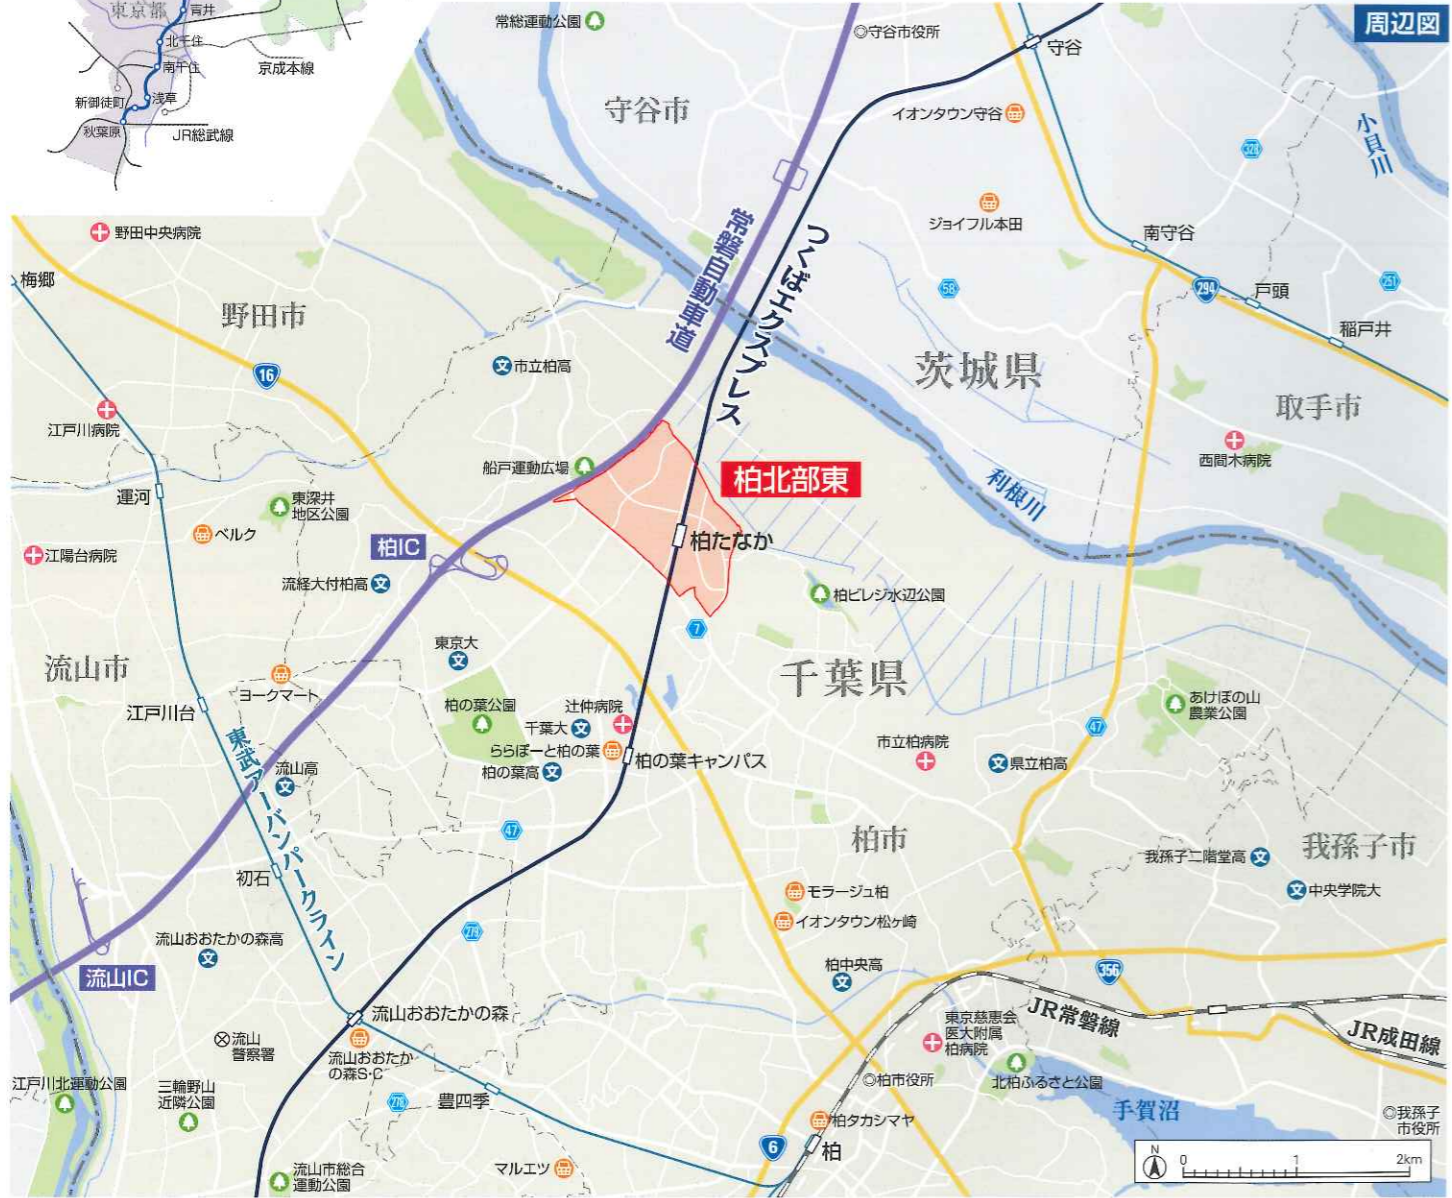 周辺図
東京都
青井
北千住
南千住
京成本線
新御徒町
浅草
秋葉原
JR総武線
常総運動公園
◎守谷市役所
守谷
守谷市
イオンタウン守谷
小貝川
328
ジョイフル本田
南守谷
野田中央病院
常磐自動車道
つくばエクスプレス
梅郷
野田市
58
294
戸頭
251
稲戸井
茨城県
取手市
16
市立柏高
江戸川病院
船戸運動広場
柏北部東
西間木病院
利根川
運河
東深井
地区公園
ベルク
柏IC
柏たなか
江陽台病院
流経大付柏高
柏ビレジ水辺公園
7
東京大
流山市
千葉県
ヨークマート
江戸川台
柏の葉公園
辻仲病院
千葉大
ららぽーと柏の葉
柏の葉高
柏の葉キャンパス
あけぼの山
農業公園
47
市立柏病院
県立柏高
東武アーバンパークライン
流山高
47
柏市
我孫子市
我孫子二階堂高
中央学院大
初石
モラージュ柏
イオンタウン松ヶ崎
279
流山おおたかの森高
流山IC
柏中央高
356
流山おおたかの森
JR常磐線
JR成田線
流山
警察署
流山おおたか
の森S・C
東京慈恵会
医大附属
柏病院
◎柏市役所
北柏ふるさと公園
江戸川北運動公園
三輪野山
近隣公園
278
豊四季
柏タカシマヤ
手賀沼
◎我孫子
市役所
6
柏
流山市総合
運動公園
マルエツ
N
0 1 2km